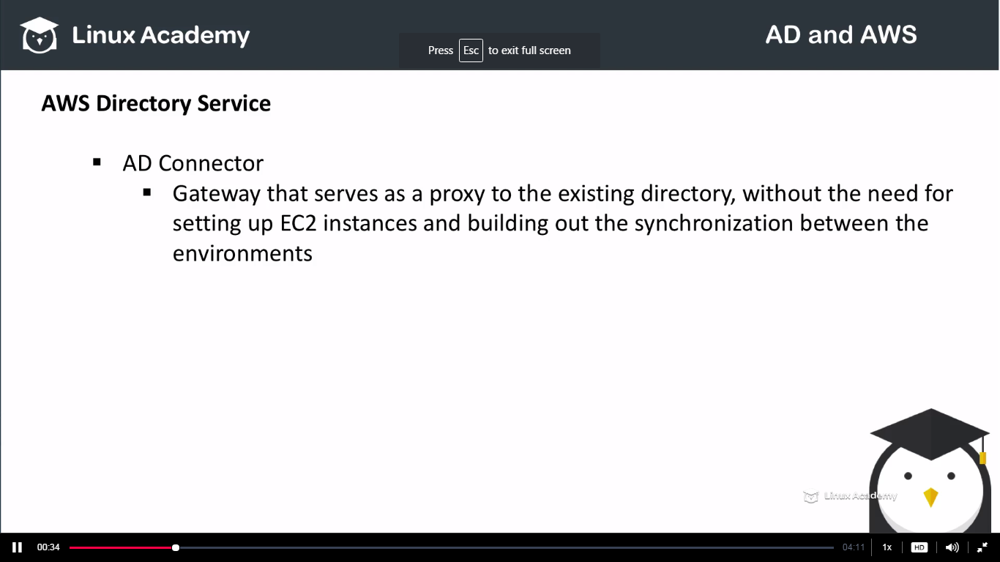 Linux Academy
AD and AWS
Press Esc to exit full screen
AWS Directory Service
▪ AD Connector
▪ Gateway that serves as a proxy to the existing directory, without the need for
setting up EC2 instances and building out the synchronization between the
environments
Linux Academy
00:34
04:11
1x
HD